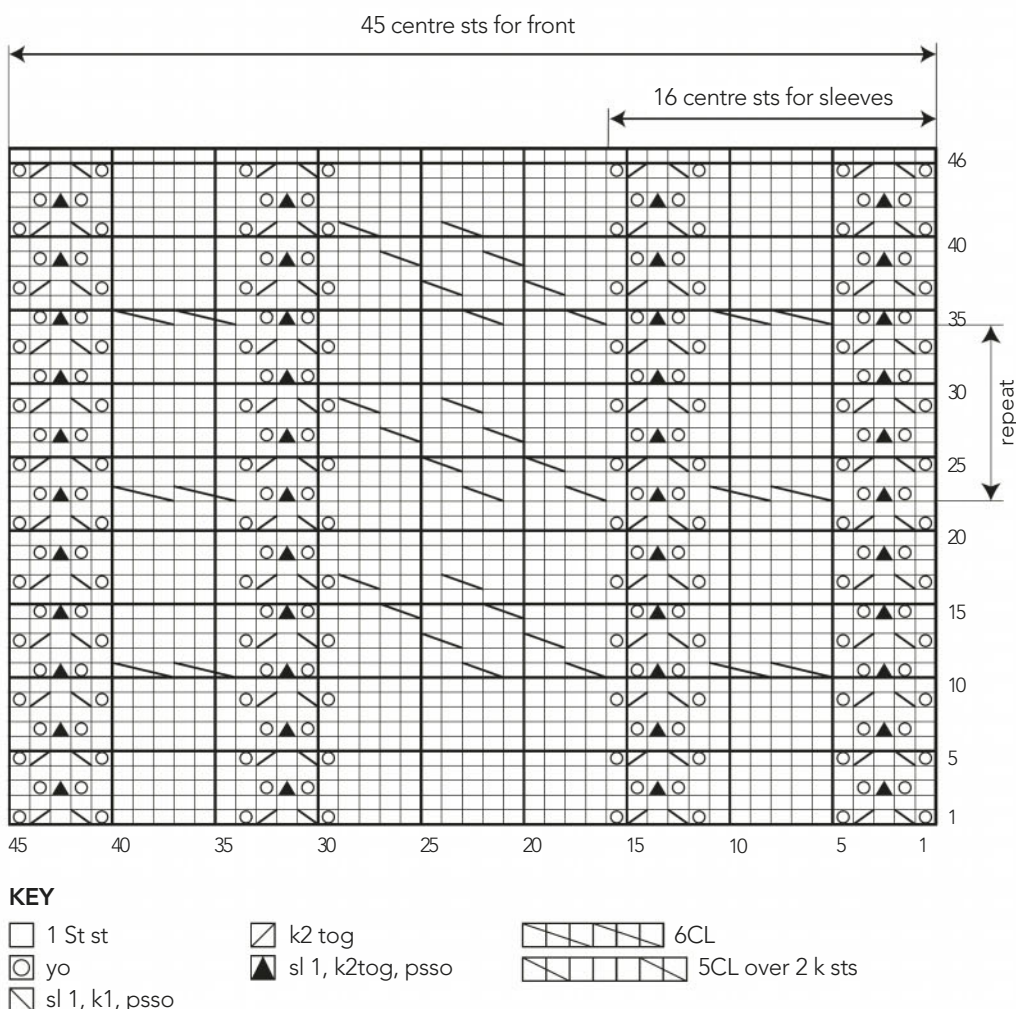 45 centre sts for front
16 centre sts for sleeves
46
40
35
30
25
20
15
10
5
1
repeat
45 40 35 30 25 20 15 10 5 1
KEY
1 St st
yo
sl 1, k1, psso
k2 tog
sl 1, k2tog, psso
6CL
5CL over 2 k sts